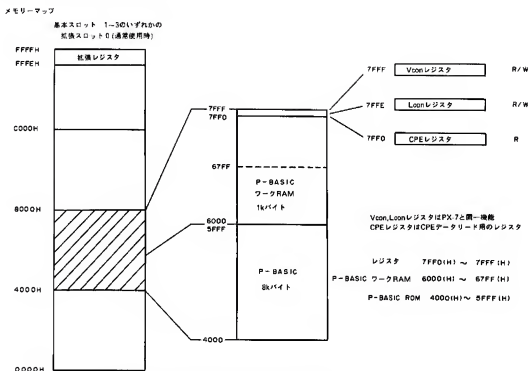 メモリーマップ
基本スロット 1-3のいずれかの
拡張スロット0(通常使用時)
FFFFH
拡張レジスタ
FFFEH
C000H
8000H
4000H
0000H
7FFF
7FF0
67FF
P-BASIC
ワークRAM
1kバイト
6000
5FFF
P-BASIC
8kバイト
4000
7FFF Vconレジスタ R/W
7FFE Lconレジスタ R/W
7FF0 CPEレジスタ R
Vcon,LconレジスタはPX-7と同一機能
CPEレジスタはCPEデータリード用のレジスタ
レジスタ 7FF0(H) ~ 7FFF(H)
P-BASIC ワークRAM 6000(H) ~ 67FF(H)
P-BASIC ROM 4000(H)~ 5FFF(H)